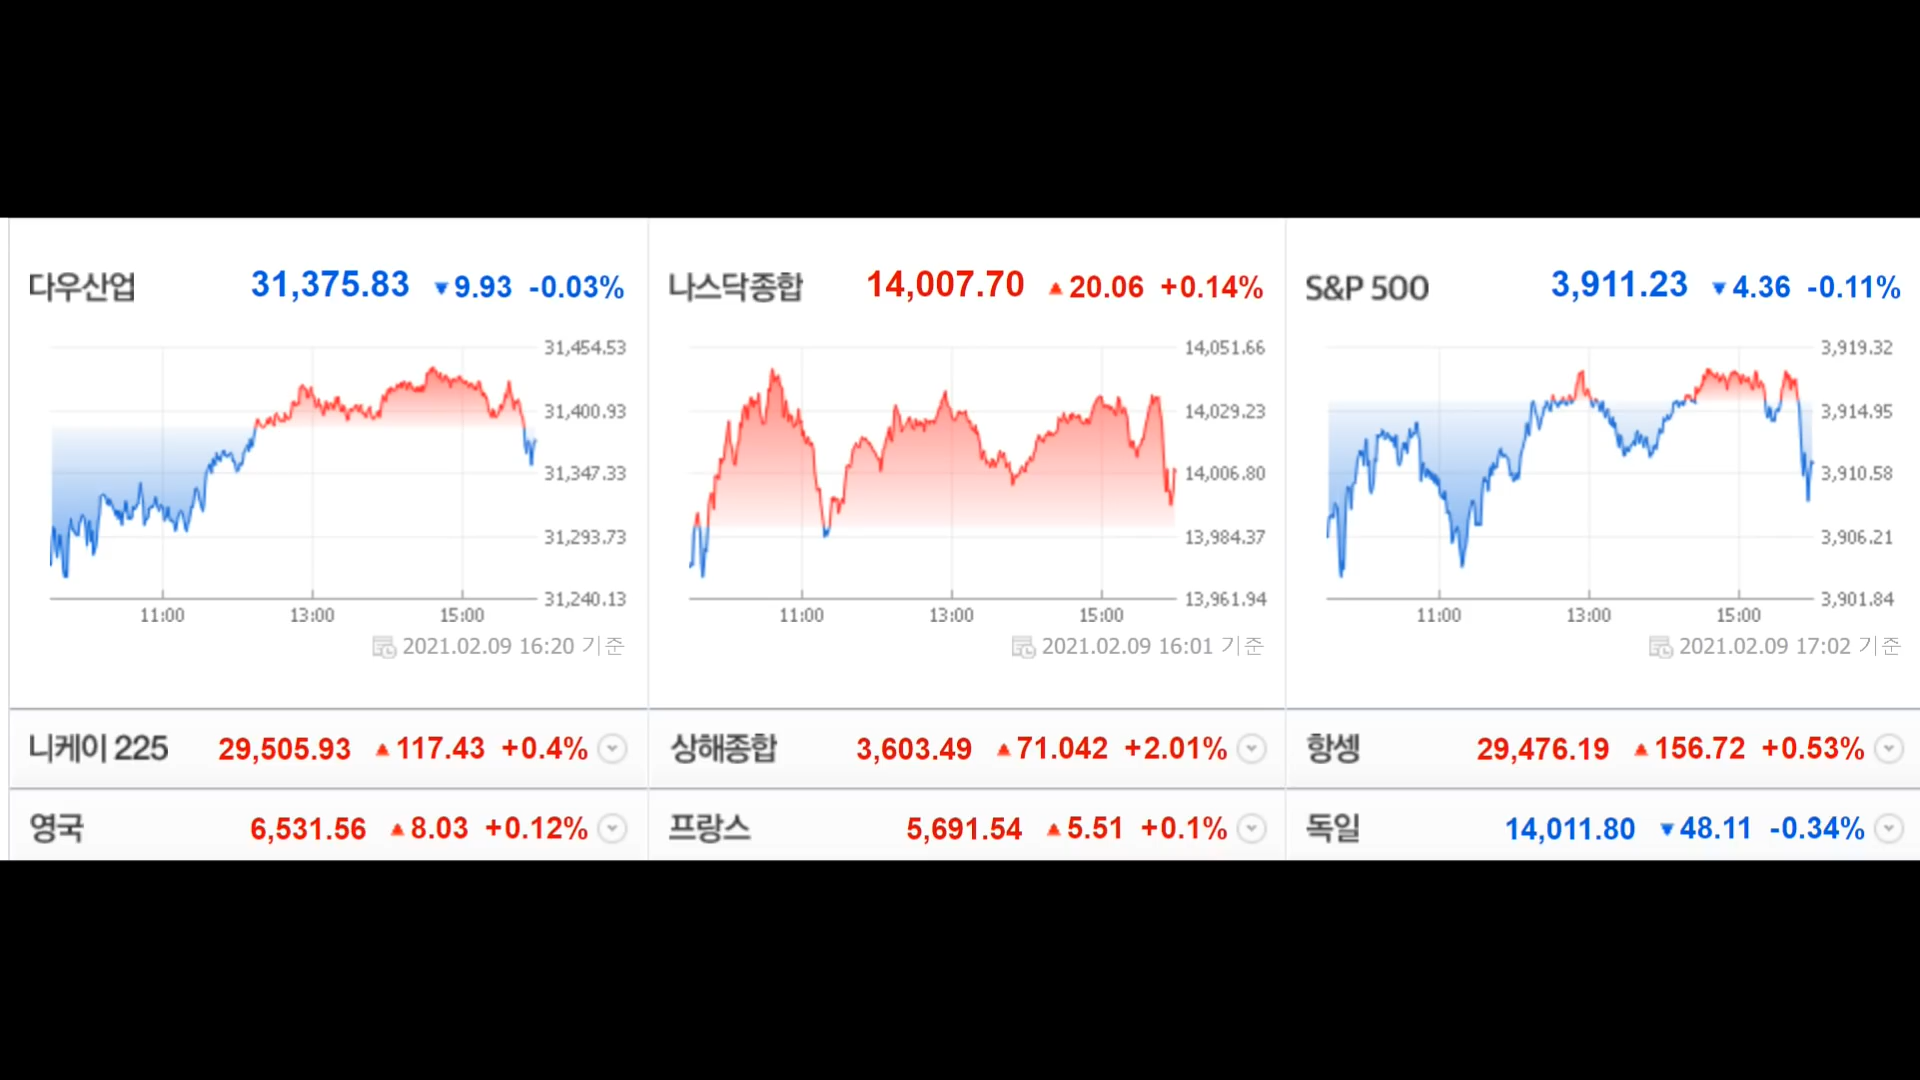 다우산업 31,375.83 ▼9.93 -0.03%
31,454.53
31,400.93
31,347.33
31,293.73
31,240.13
11:00 13:00 15:00
2021.02.09 16:20 기준
나스닥종합 14,007.70 ▲20.06 +0.14%
14,051.66
14,029.23
14,006.80
13,984.37
13,961.94
11:00 13:00 15:00
2021.02.09 16:01 기준
S&P 500 3,911.23 ▼4.36 -0.11%
3,919.32
3,914.95
3,910.58
3,906.21
3,901.84
11:00 13:00 15:00
2021.02.09 17:02 기준
니케이 225 29,505.93 ▲117.43 +0.4%
상해종합 3,603.49 ▲71.042 +2.01%
항셍 29,476.19 ▲156.72 +0.53%
영국 6,531.56 ▲8.03 +0.12%
프랑스 5,691.54 ▲5.51 +0.1%
독일 14,011.80 ▼48.11 -0.34%